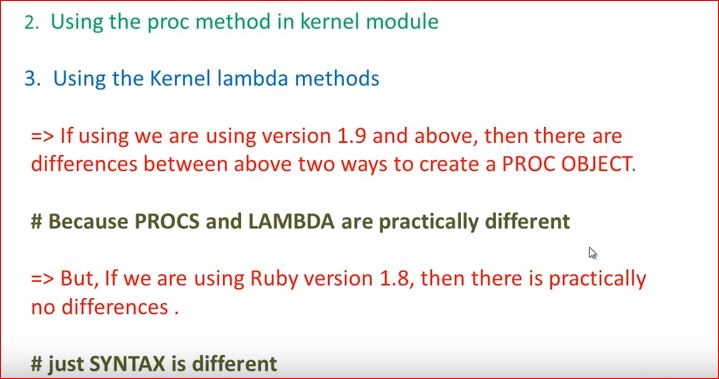 2. Using the proc method in kernel module
3. Using the Kernel lambda methods
=> If using we are using version 1.9 and above, then there are
differences between above two ways to create a PROC OBJECT.
# Because PROCS and LAMBDA are practically different
=> But, If we are using Ruby version 1.8, then there is practically
no differences .
# just SYNTAX is different